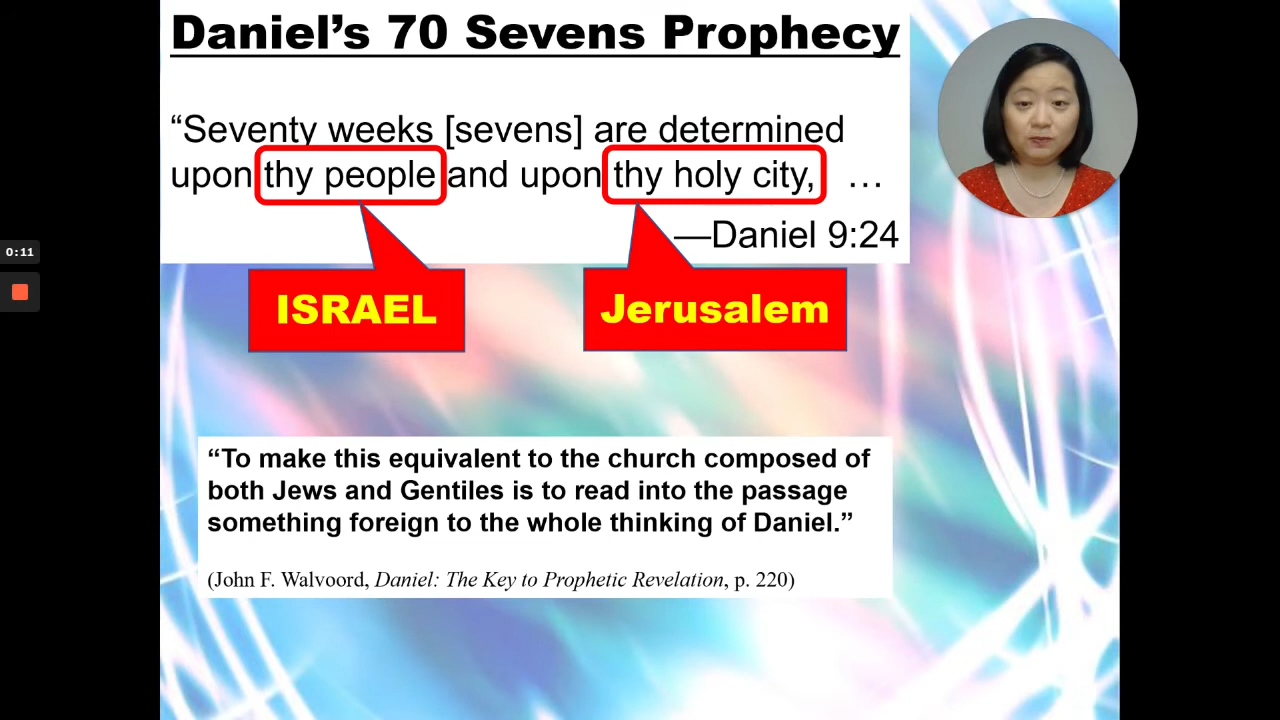 Daniel’s 70 Sevens Prophecy
“Seventy weeks [sevens] are determined
upon thy people and upon thy holy city, …
—Daniel 9:24
0:11
ISRAEL
Jerusalem
“To make this equivalent to the church composed of
both Jews and Gentiles is to read into the passage
something foreign to the whole thinking of Daniel.”
(John F. Walvoord, Daniel: The Key to Prophetic Revelation, p. 220)